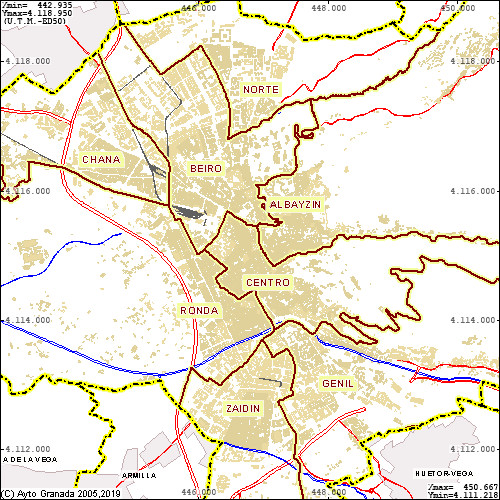 /min= 442.935
Ymax=4.118.950
(U.T.M.-ED50)
446.000
448.000
450.000
4.118.000
4.118.000
NORTE
CHANA
BEIRO
4.116.000
4.116.000
ALBAYZIN
CENTRO
RONDA
4.114.000
4.114.000
GENIL
ZAIDIN
4.112.000
4.112.000
ADELAVEGA
ARMILLA
HUETOR-VEGA
(C) Ayto Granada 2005,2019
446.000
448.000
/max= 450.667
Ymin=4.111.218